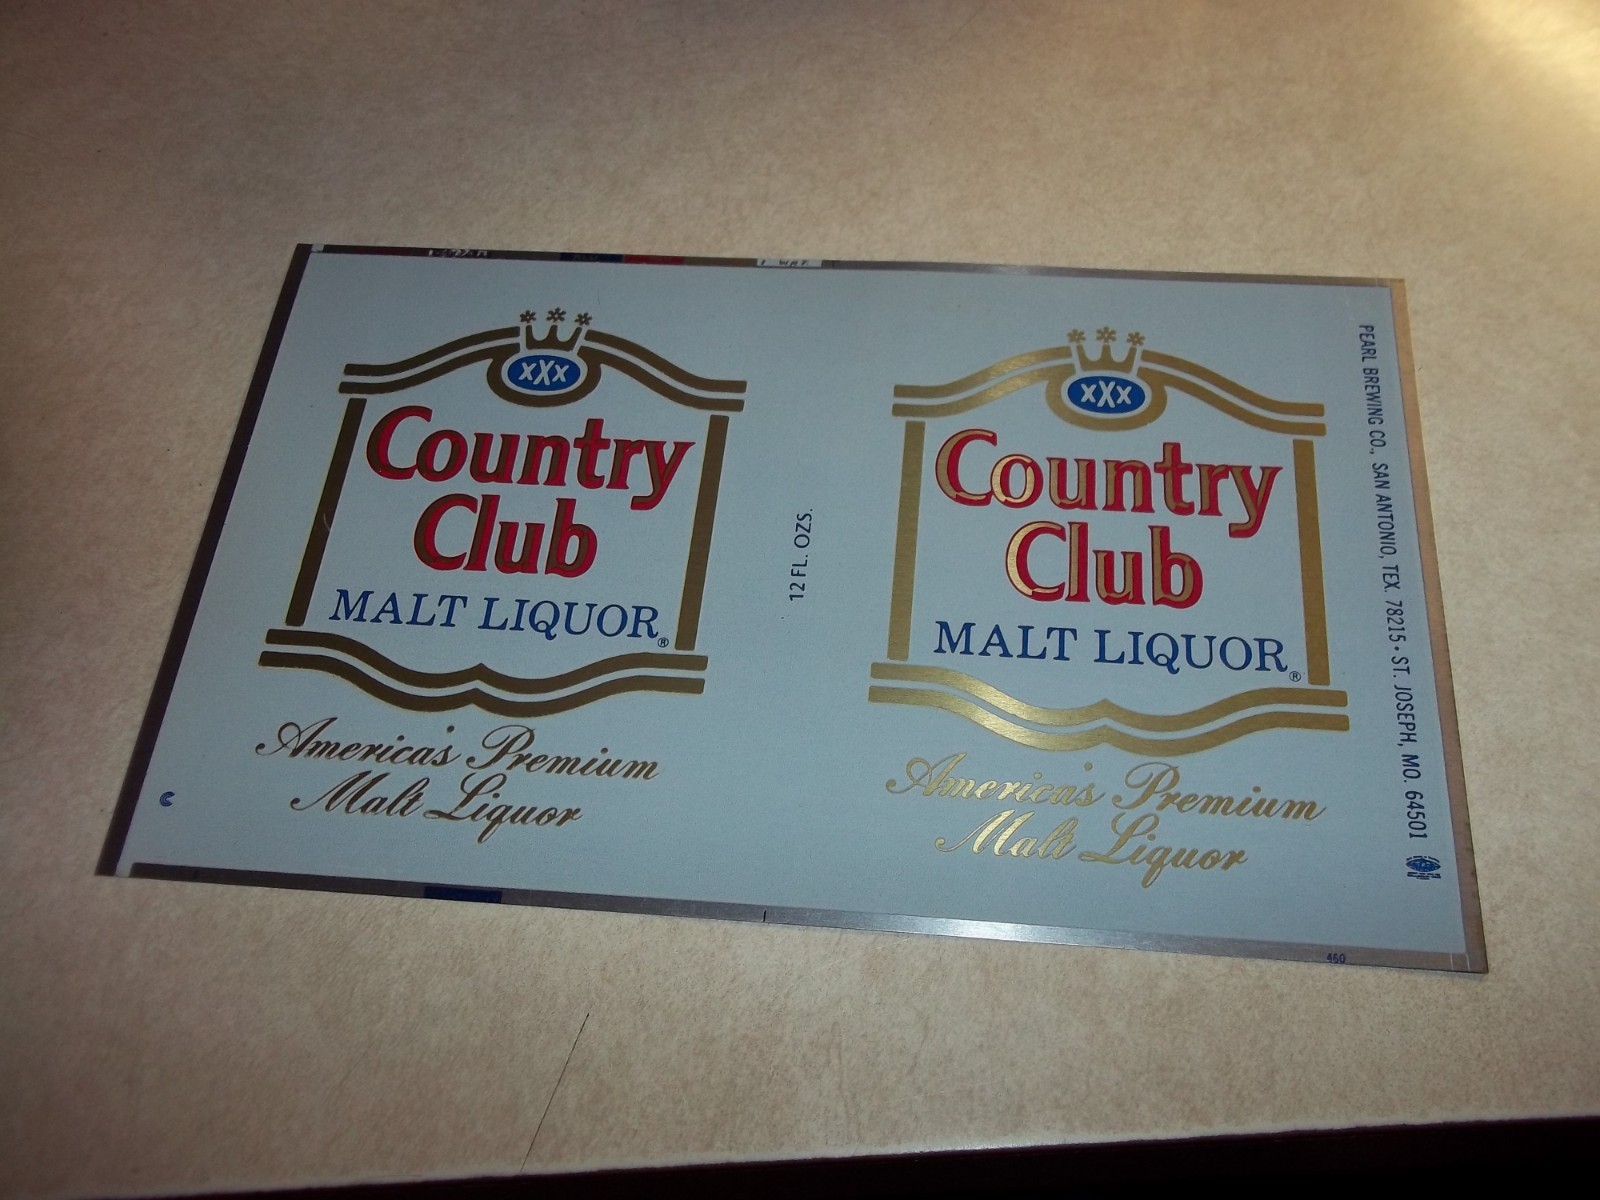 xXx
Country
Club
MALT LIQUOR®
America's Premium
Malt Liquor
12 FL. OZS.
xXx
Country
Club
MALT LIQUOR®
America's Premium
Malt Liquor
PEARL BREWING CO., SAN ANTONIO, TEX. 78215 • ST. JOSEPH, MO. 64501
460